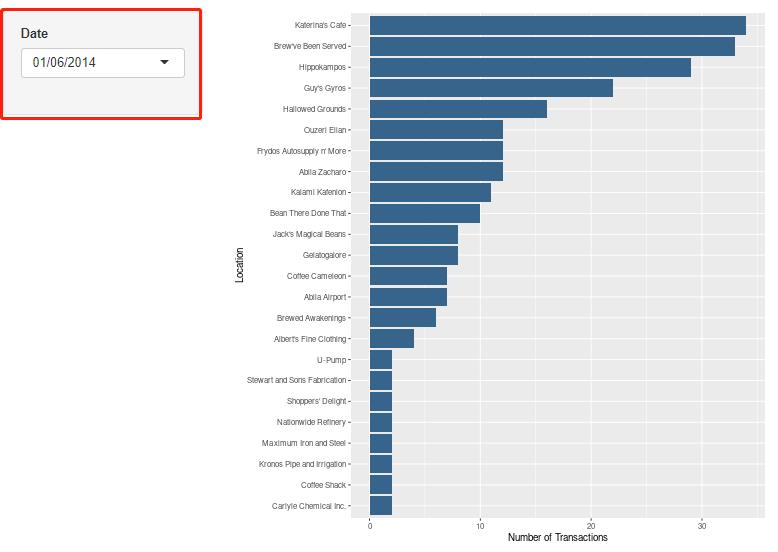 Date
01/06/2014
Katerina's Cafe
Brew've Been Served
Hippokampos
Guy's Gyros
Hallowed Grounds
Ouzeri Elian
Frydos Autosupply n' More
Abila Zacharo
Kalami Kafenion
Bean There Done That
Jack's Magical Beans
Gelatogalore
Coffee Cameleon
Abila Airport
Brewed Awakenings
Albert's Fine Clothing
U-Pump
Stewart and Sons Fabrication
Shoppers' Delight
Nationwide Refinery
Maximum Iron and Steel
Kronos Pipe and Irrigation
Coffee Shack
Carlyle Chemical Inc.
Location
0 10 20 30
Number of Transactions